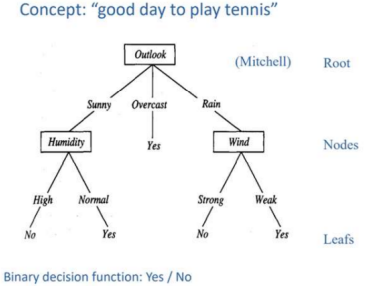 Concept: "good day to play tennis"
Outlook
(Mitchell)
Root
Sunny Overcast Rain
Humidity
Yes
Wind
Nodes
High Normal
Strong Weak
No Yes
No Yes
Leafs
Binary decision function: Yes / No